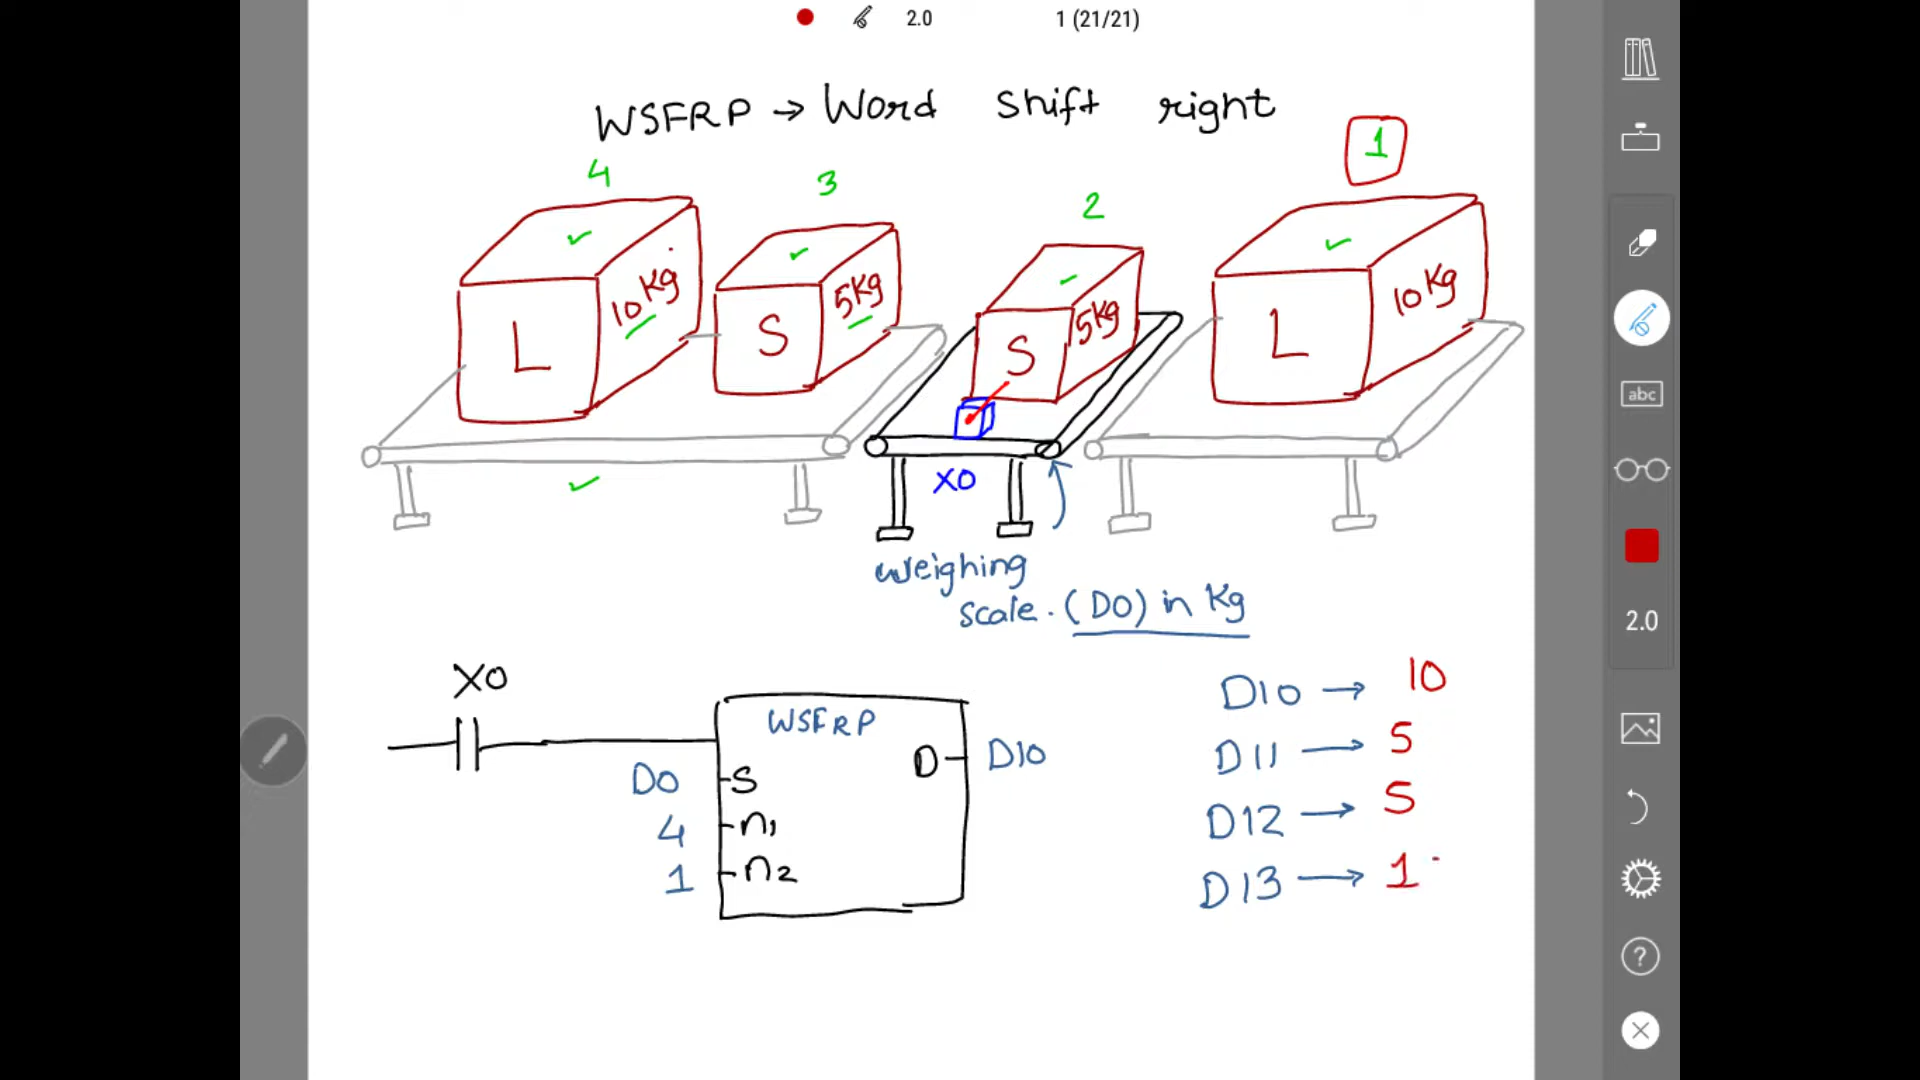 2.0 1 (21/21)
WSFRP → Word Shift right
1
4
3
2
10Kg
5Kg
5Kg
10Kg
L
S
S
L
abc
X0
weighing
scale. (D0) in Kg
2.0
X0
WSFRP
D0
S
D
D10
4
n1
1
n2
D10 → 10
D11 → 5
D12 → 5
D13 → 1
?